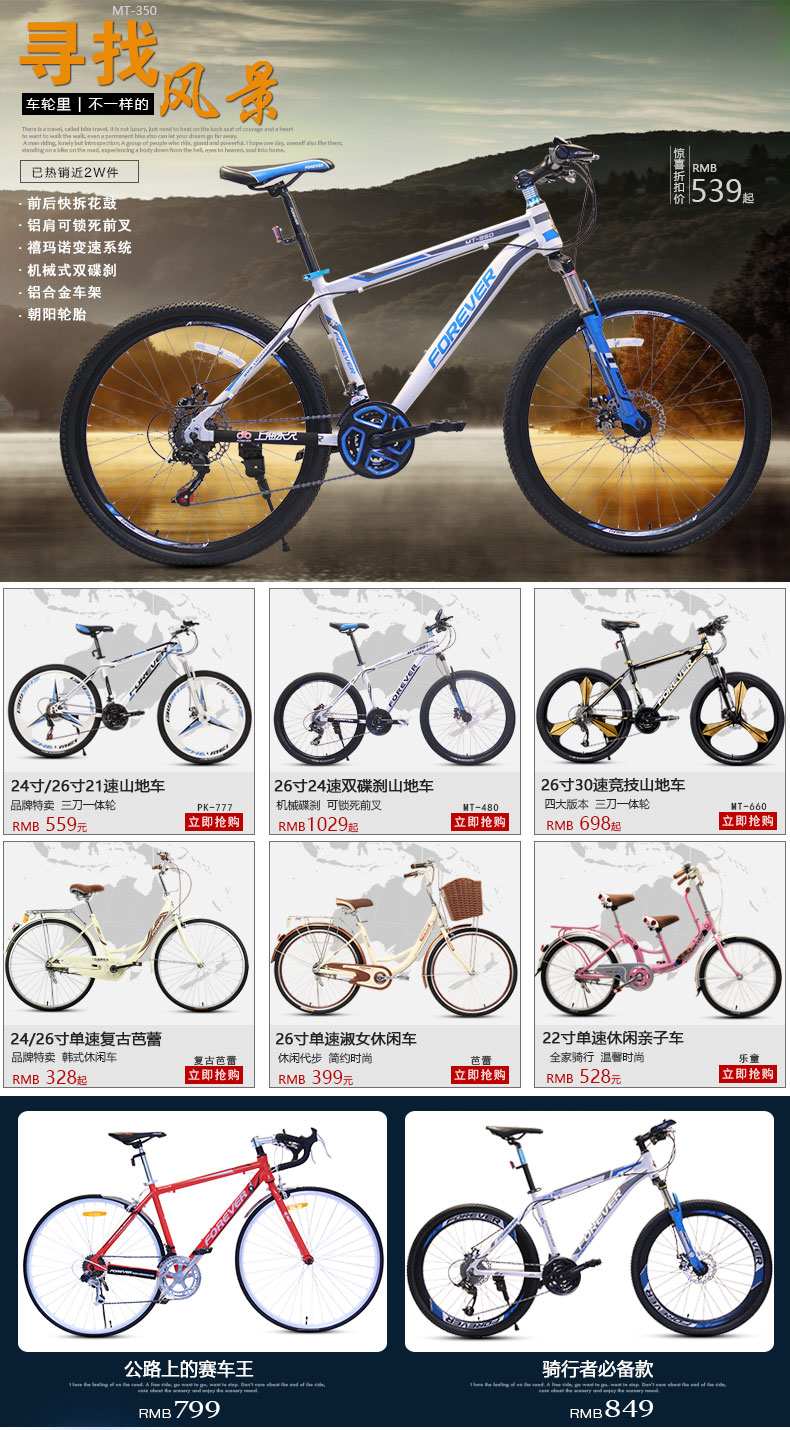 MT-350
寻找
风景
车轮里 | 不一样的
There is a travel, called bike travel. It is not luxury, just need to beat on the back seat of courage and a heart
to want to walk the walk, even a permanent bike also can let your dream go far away.
A man riding, lonely but introspection; A group of people who ride, grand and powerful. I hope one day, oneself also like them,
standing on a bike on the road, experiencing a body down from the hell, eyes to heaven, soul into home.
已热销近2W件
· 前后快拆花鼓
· 铝肩可锁死前叉
· 禧玛诺变速系统
· 机械式双碟刹
· 铝合金车架
· 朝阳轮胎
惊喜折扣价
RMB
539起
MT-350
FOREVER
FOREVER
上海永久
FOREVER
FOREVER
FOREVER
24寸/26寸21速山地车
品牌特卖 三刀一体轮
PK-777
RMB 559元
立即抢购
26寸24速双碟刹山地车
机械碟刹 可锁死前叉
MT-480
RMB1029起
立即抢购
26寸30速竞技山地车
四大版本 三刀一体轮
MT-660
RMB 698起
立即抢购
24/26寸单速复古芭蕾
品牌特卖 韩式休闲车
复古芭蕾
RMB 328起
立即抢购
26寸单速淑女休闲车
休闲代步 简约时尚
芭蕾
RMB 399元
立即抢购
22寸单速休闲亲子车
全家骑行 温馨时尚
乐童
RMB 528元
立即抢购
FOREVER
FOREVER
FOREVER
FOREVER
FOREVER
FOREVER
公路上的赛车王
I love the feeling of on the road. A free ride, go want to go, want to stop. Don't care about the end of the ride,
care about the scenery and enjoy the scenery mood.
RMB799
骑行者必备款
I love the feeling of on the road. A free ride, go want to go, want to stop. Don't care about the end of the ride,
care about the scenery and enjoy the scenery mood.
RMB849